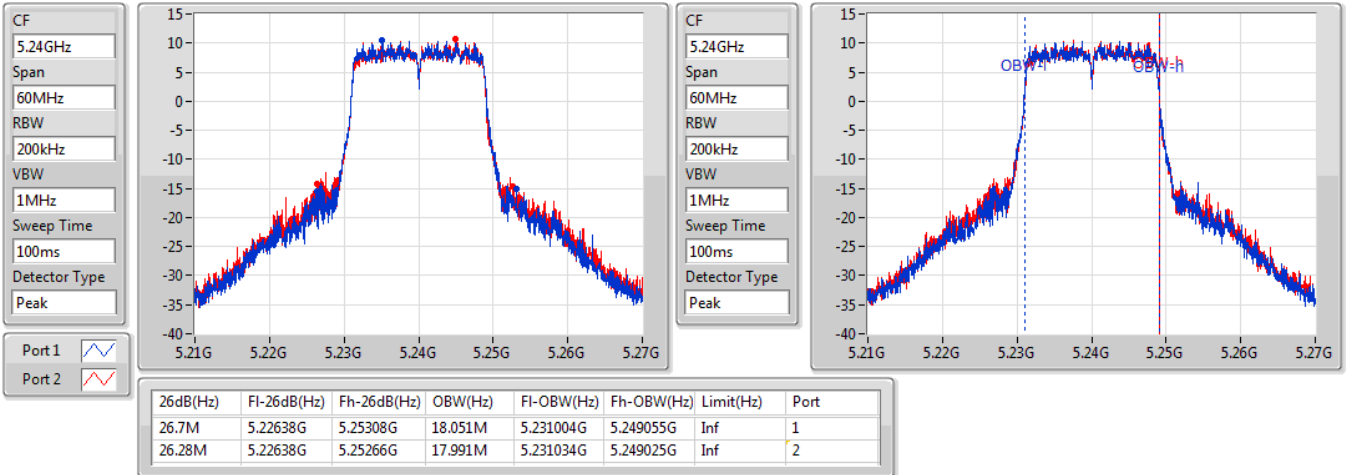 CF
5.24GHz
Span
60MHz
RBW
200kHz
VBW
1MHz
Sweep Time
100ms
Detector Type
Peak
Port 1
Port 2
15
10
5
0
-5
-10
-15
-20
-25
-30
-35
-40
5.21G 5.22G 5.23G 5.24G 5.25G 5.26G 5.27G
CF
5.24GHz
Span
60MHz
RBW
200kHz
VBW
1MHz
Sweep Time
100ms
Detector Type
Peak
15
10
5
0
-5
-10
-15
-20
-25
-30
-35
-40
OBW-l OBW-h
5.21G 5.22G 5.23G 5.24G 5.25G 5.26G 5.27G
26dB(Hz) Fl-26dB(Hz) Fh-26dB(Hz) OBW(Hz) Fl-OBW(Hz) Fh-OBW(Hz) Limit(Hz) Port
26.7M 5.22638G 5.25308G 18.051M 5.231004G 5.249055G Inf 1
26.28M 5.22638G 5.25266G 17.991M 5.231034G 5.249025G Inf 2